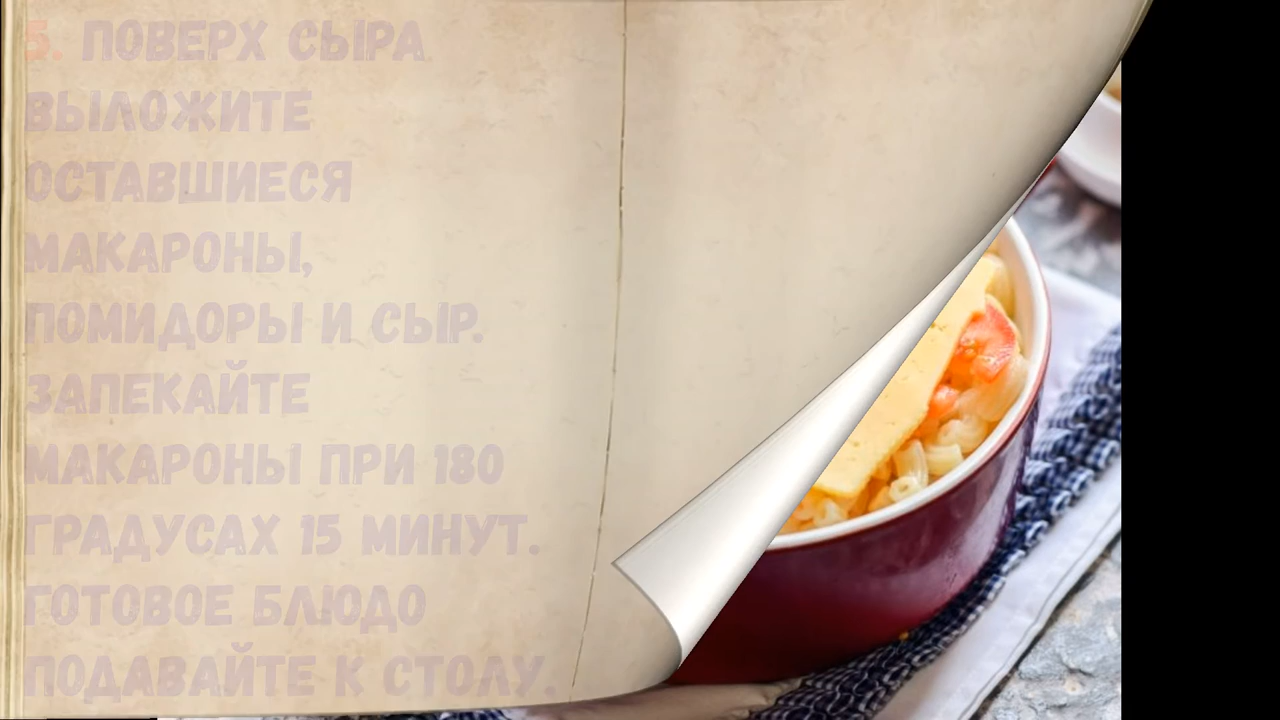 5. ПОВЕРХ СЫРА
ВЫЛОЖИТЕ
ОСТАВШИЕСЯ
МАКАРОНЫ,
ПОМИДОРЫ И СЫР.
ЗАПЕКАЙТЕ
МАКАРОНЫ ПРИ 180
ГРАДУСАХ 15 МИНУТ.
ГОТОВОЕ БЛЮДО
ПОДАВАЙТЕ К СТОЛУ.